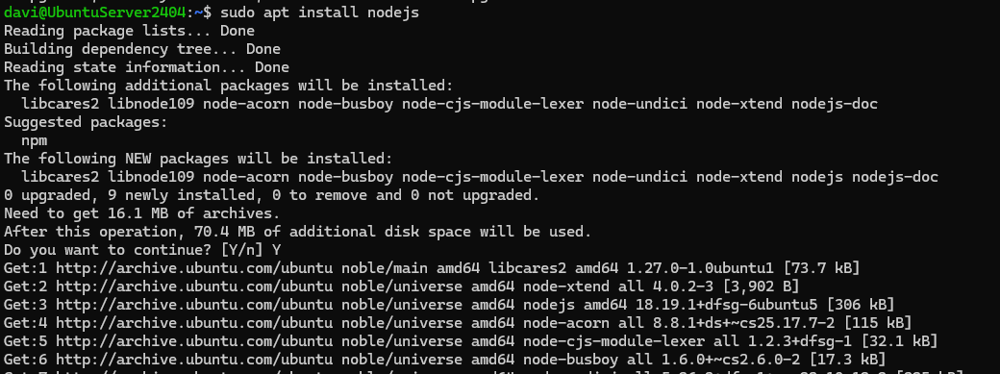 davi@UbuntuServer2404:~$ sudo apt install nodejs
Reading package lists... Done
Building dependency tree... Done
Reading state information... Done
The following additional packages will be installed:
  libcares2 libnode109 node-acorn node-busboy node-cjs-module-lexer node-undici node-xtend nodejs-doc
Suggested packages:
  npm
The following NEW packages will be installed:
  libcares2 libnode109 node-acorn node-busboy node-cjs-module-lexer node-undici node-xtend nodejs nodejs-doc
0 upgraded, 9 newly installed, 0 to remove and 0 not upgraded.
Need to get 16.1 MB of archives.
After this operation, 70.4 MB of additional disk space will be used.
Do you want to continue? [Y/n] Y
Get:1 http://archive.ubuntu.com/ubuntu noble/main amd64 libcares2 amd64 1.27.0-1.0ubuntu1 [73.7 kB]
Get:2 http://archive.ubuntu.com/ubuntu noble/universe amd64 node-xtend all 4.0.2-3 [3,902 B]
Get:3 http://archive.ubuntu.com/ubuntu noble/universe amd64 nodejs amd64 18.19.1+dfsg-6ubuntu5 [306 kB]
Get:4 http://archive.ubuntu.com/ubuntu noble/universe amd64 node-acorn all 8.8.1+ds+~cs25.17.7-2 [115 kB]
Get:5 http://archive.ubuntu.com/ubuntu noble/universe amd64 node-cjs-module-lexer all 1.2.3+dfsg-1 [32.1 kB]
Get:6 http://archive.ubuntu.com/ubuntu noble/universe amd64 node-busboy all 1.6.0+~cs2.6.0-2 [17.3 kB]